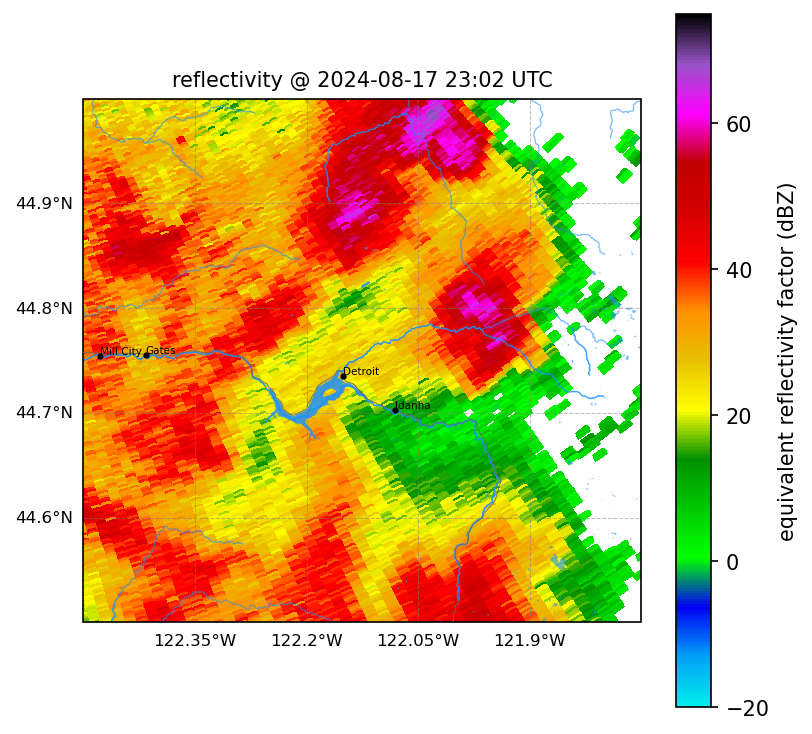 reflectivity @ 2024-08-17 23:02 UTC
44.9°N
44.8°N
44.7°N
44.6°N
Mill City
Gates
Detroit
Idanha
122.35°W
122.2°W
122.05°W
121.9°W
60
40
20
0
−20
equivalent reflectivity factor (dBZ)